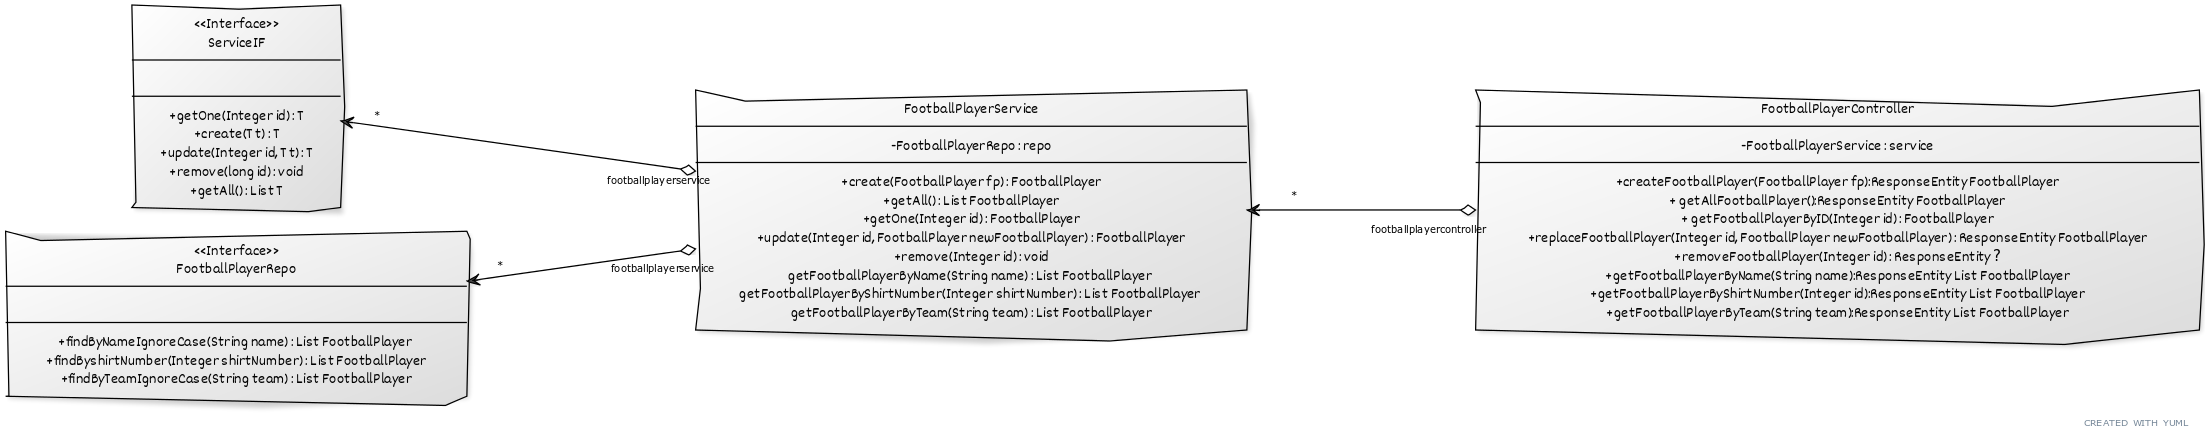 <<Interface>>
ServiceIF
+getOne(Integer id) : T
+create(T t) : T
+update(Integer id, T t) : T
+remove(long id) : void
+getAll() : List T
*
footballplayerservice
<<Interface>>
FootballPlayerRepo
+findByNameIgnoreCase(String name) : List FootballPlayer
+findByshirtNumber(Integer shirtNumber) : List FootballPlayer
+findByTeamIgnoreCase(String team) : List FootballPlayer
*
footballplayerservice
FootballPlayerService
-FootballPlayerRepo : repo
+create(FootballPlayer fp) : FootballPlayer
+getAll() : List FootballPlayer
+getOne(Integer id) : FootballPlayer
+update(Integer id, FootballPlayer newFootballPlayer) : FootballPlayer
+remove(Integer id) : void
getFootballPlayerByName(String name) : List FootballPlayer
getFootballPlayerByShirtNumber(Integer shirtNumber) : List FootballPlayer
getFootballPlayerByTeam(String team) : List FootballPlayer
*
footballplayercontroller
FootballPlayerController
-FootballPlayerService : service
+createFootballPlayer(FootballPlayer fp):ResponseEntity FootballPlayer
+ getAllFootballPlayer():ResponseEntity FootballPlayer
+ getFootballPlayerByID(Integer id) : FootballPlayer
+replaceFootballPlayer(Integer id, FootballPlayer newFootballPlayer) : ResponseEntity FootballPlayer
+removeFootballPlayer(Integer id) : ResponseEntity ?
+getFootballPlayerByName(String name):ResponseEntity List FootballPlayer
+getFootballPlayerByShirtNumber(Integer id):ResponseEntity List FootballPlayer
+getFootballPlayerByTeam(String team):ResponseEntity List FootballPlayer
CREATED WITH YUML